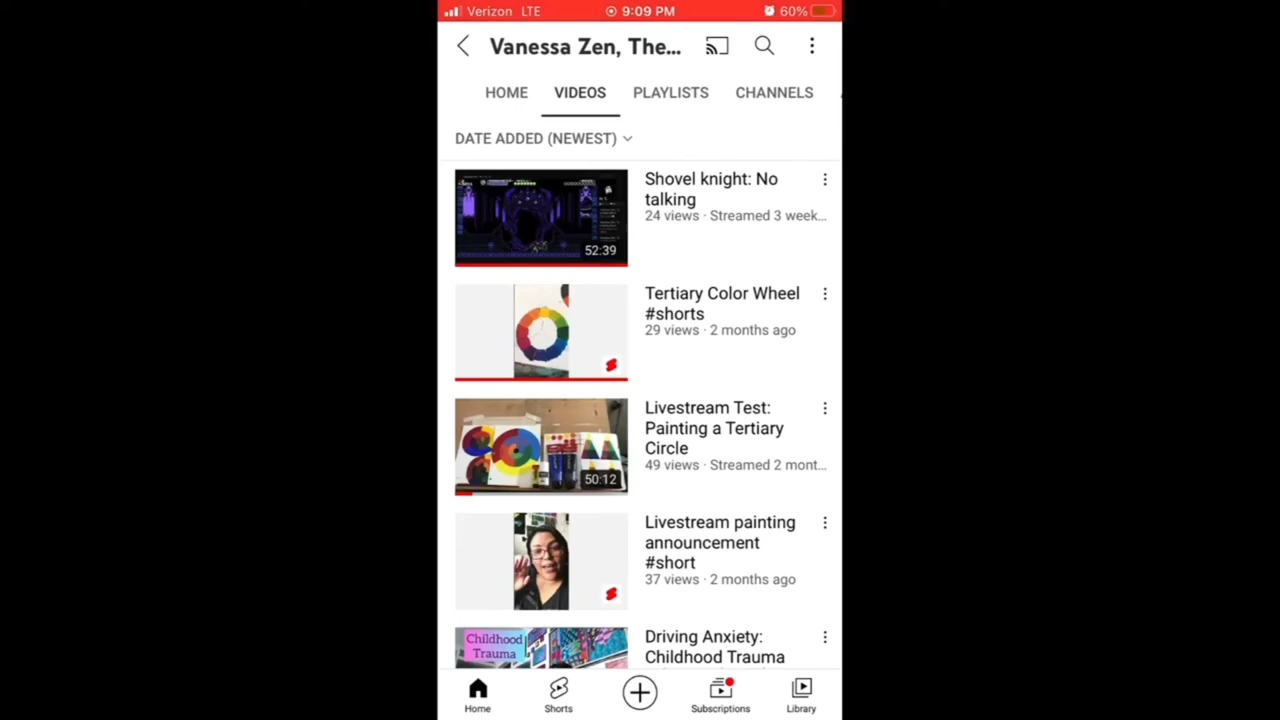 Verizon LTE 9:09 PM 60%
Vanessa Zen, The...
HOME VIDEOS PLAYLISTS CHANNELS
DATE ADDED (NEWEST)
Shovel knight: No
talking
24 views · Streamed 3 week...
52:39
Tertiary Color Wheel
#shorts
29 views · 2 months ago
Livestream Test:
Painting a Tertiary
Circle
49 views · Streamed 2 mont...
50:12
Livestream painting
announcement
#short
37 views · 2 months ago
Childhood
Trauma
Driving Anxiety:
Childhood Trauma
Home Shorts Subscriptions Library